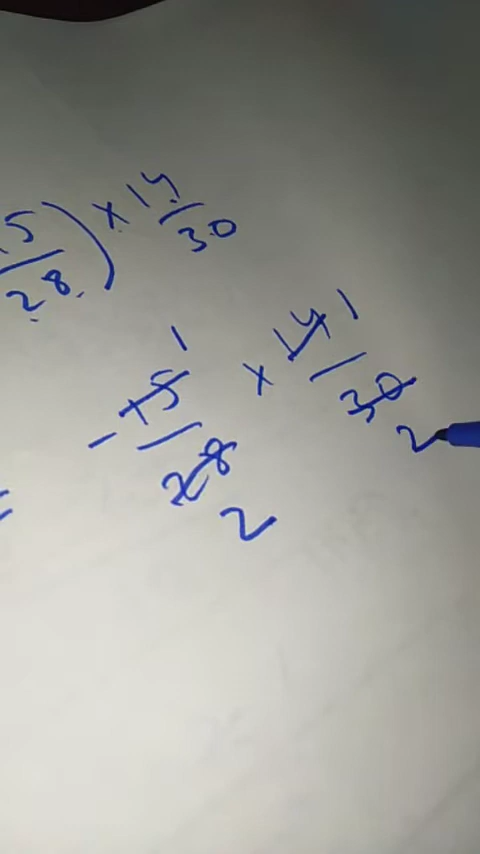 5/28) × 14/30
= -15/28 × 14/30
1 1
2 2